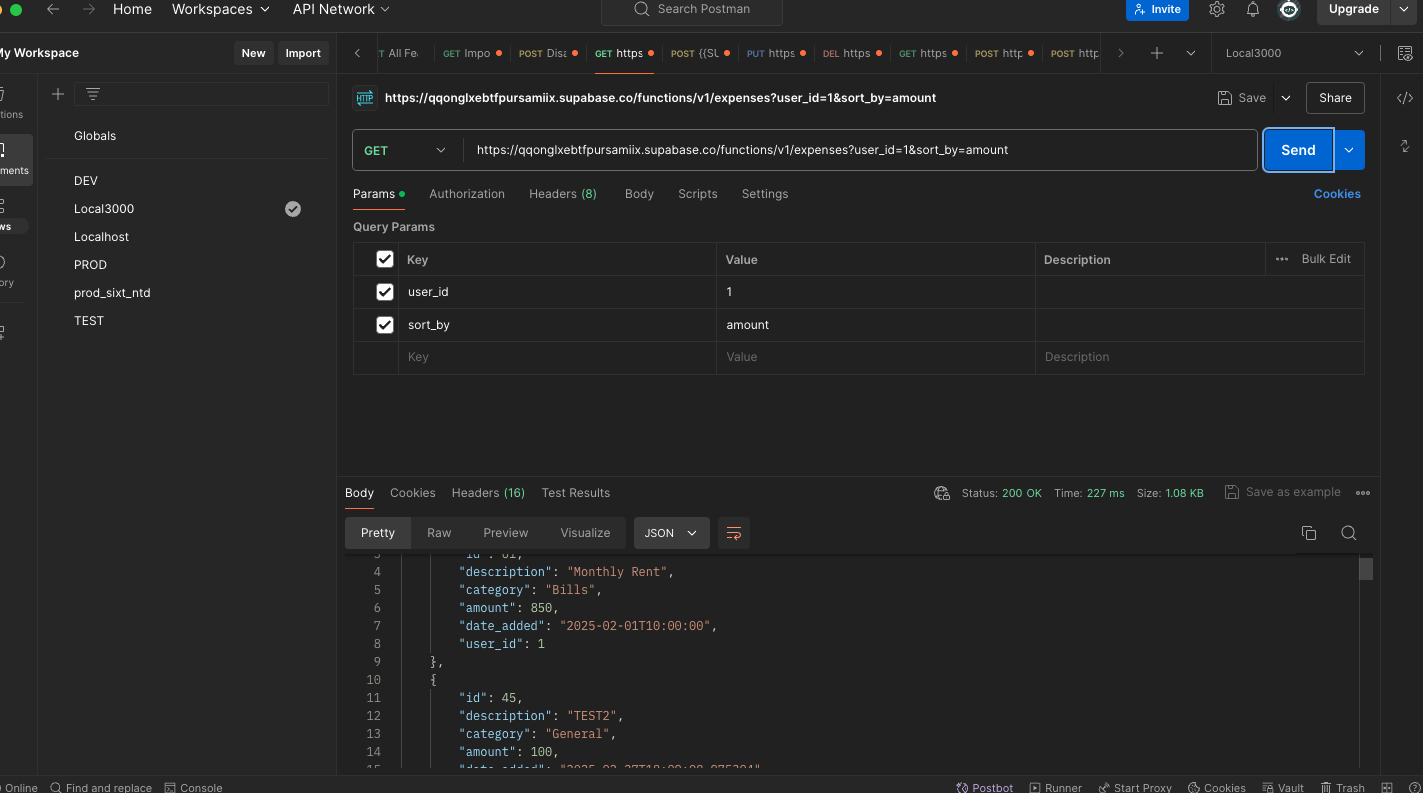 Home Workspaces API Network Search Postman Invite Upgrade
My Workspace New Import
All Fe GET Impo POST Disa GET https POST {{SL PUT https DEL https GET https POST http POST http Local3000
HTTP https://qqonglxebtfpursamiix.supabase.co/functions/v1/expenses?user_id=1&sort_by=amount Save Share
Globals
DEV
Local3000
Localhost
PROD
prod_sixt_ntd
TEST
GET https://qqonglxebtfpursamiix.supabase.co/functions/v1/expenses?user_id=1&sort_by=amount Send
Params Authorization Headers (8) Body Scripts Settings Cookies
Query Params
Key Value Description Bulk Edit
user_id 1
sort_by amount
Key Value Description
Body Cookies Headers (16) Test Results Status: 200 OK Time: 227 ms Size: 1.08 KB Save as example
Pretty Raw Preview Visualize JSON
4 "description": "Monthly Rent",
5 "category": "Bills",
6 "amount": 850,
7 "date_added": "2025-02-01T10:00:00",
8 "user_id": 1
9 },
10 {
11 "id": 45,
12 "description": "TEST2",
13 "category": "General",
14 "amount": 100,
Online Find and replace Console Postbot Runner Start Proxy Cookies Vault Trash